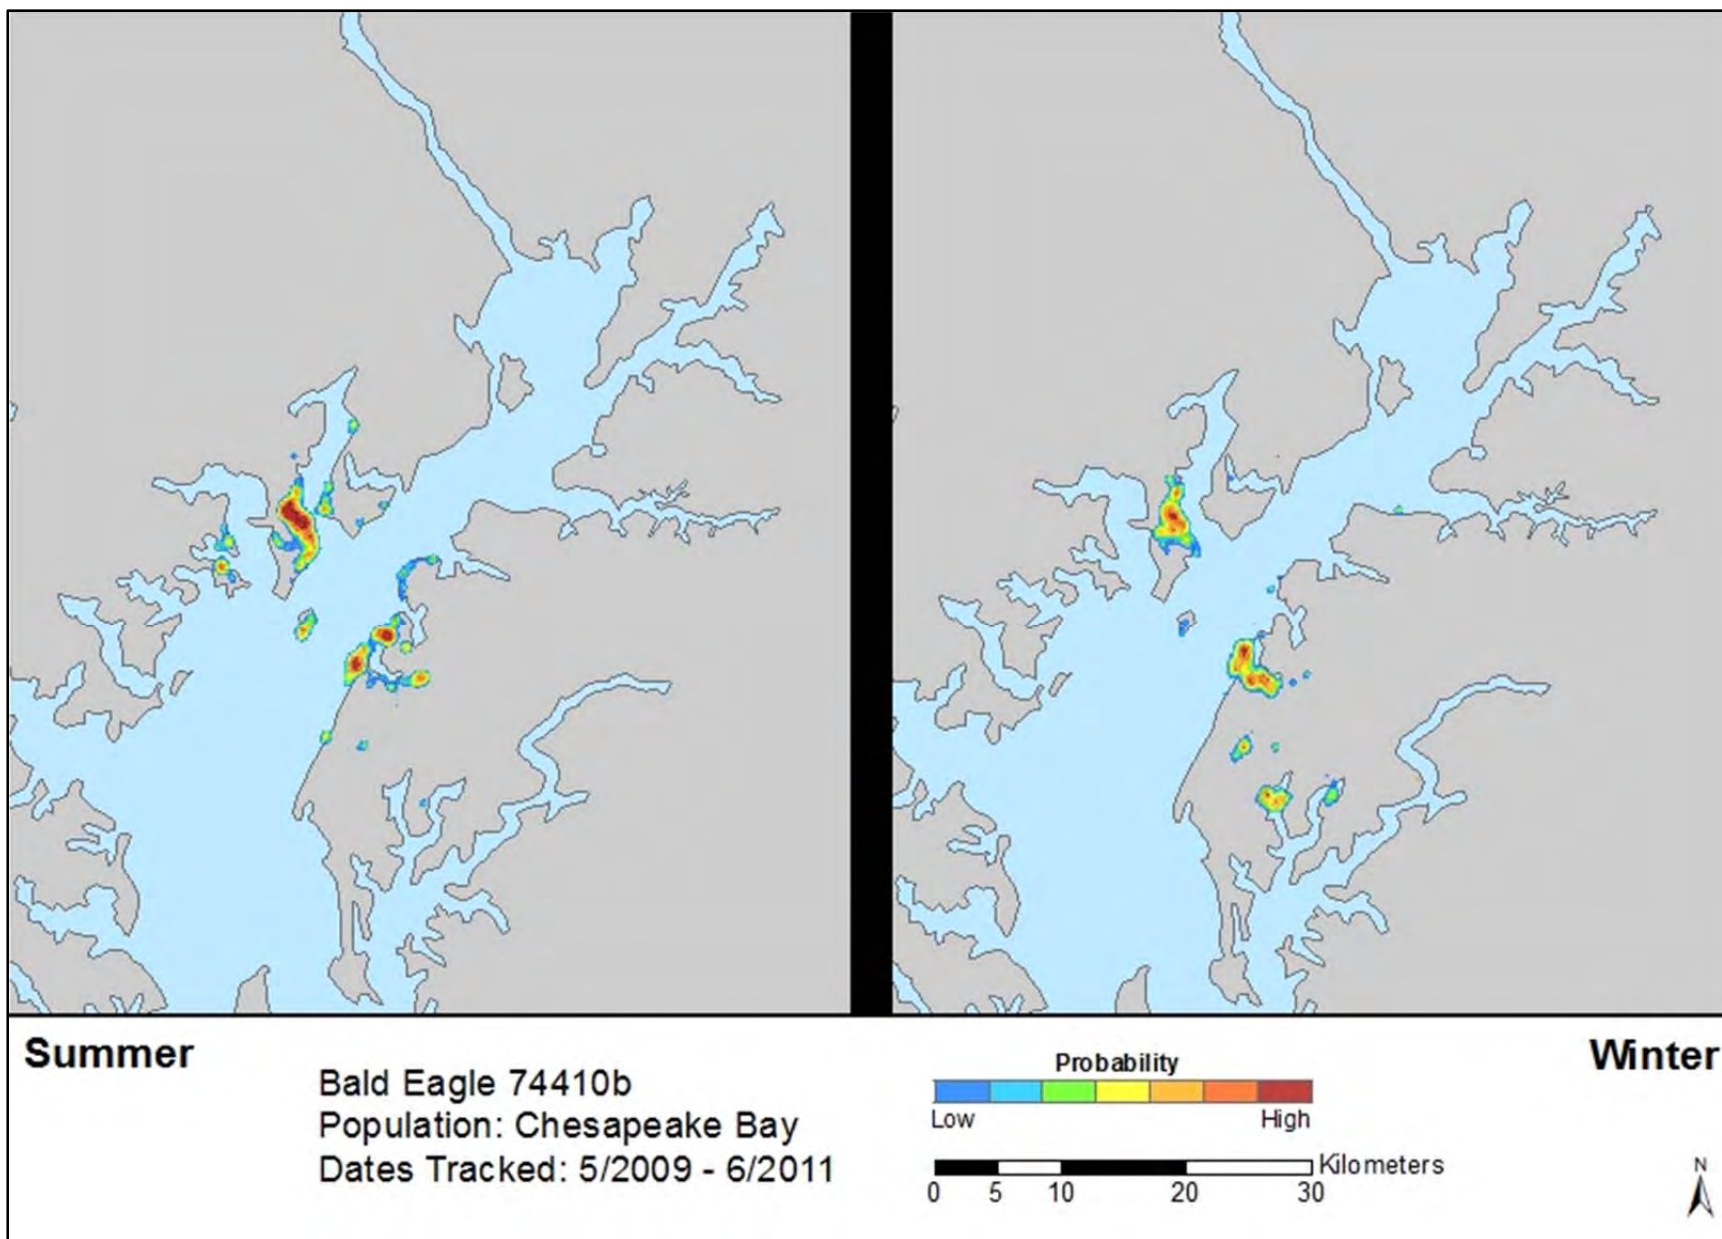 Summer
Winter
Bald Eagle 74410b
Population: Chesapeake Bay
Dates Tracked: 5/2009 - 6/2011
Probability
Low High
Kilometers
0 5 10 20 30
N